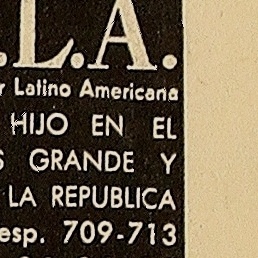 .L.A.
r Latino Americana
HIJO EN EL
S GRANDE Y
LA REPUBLICA
esp. 709-713